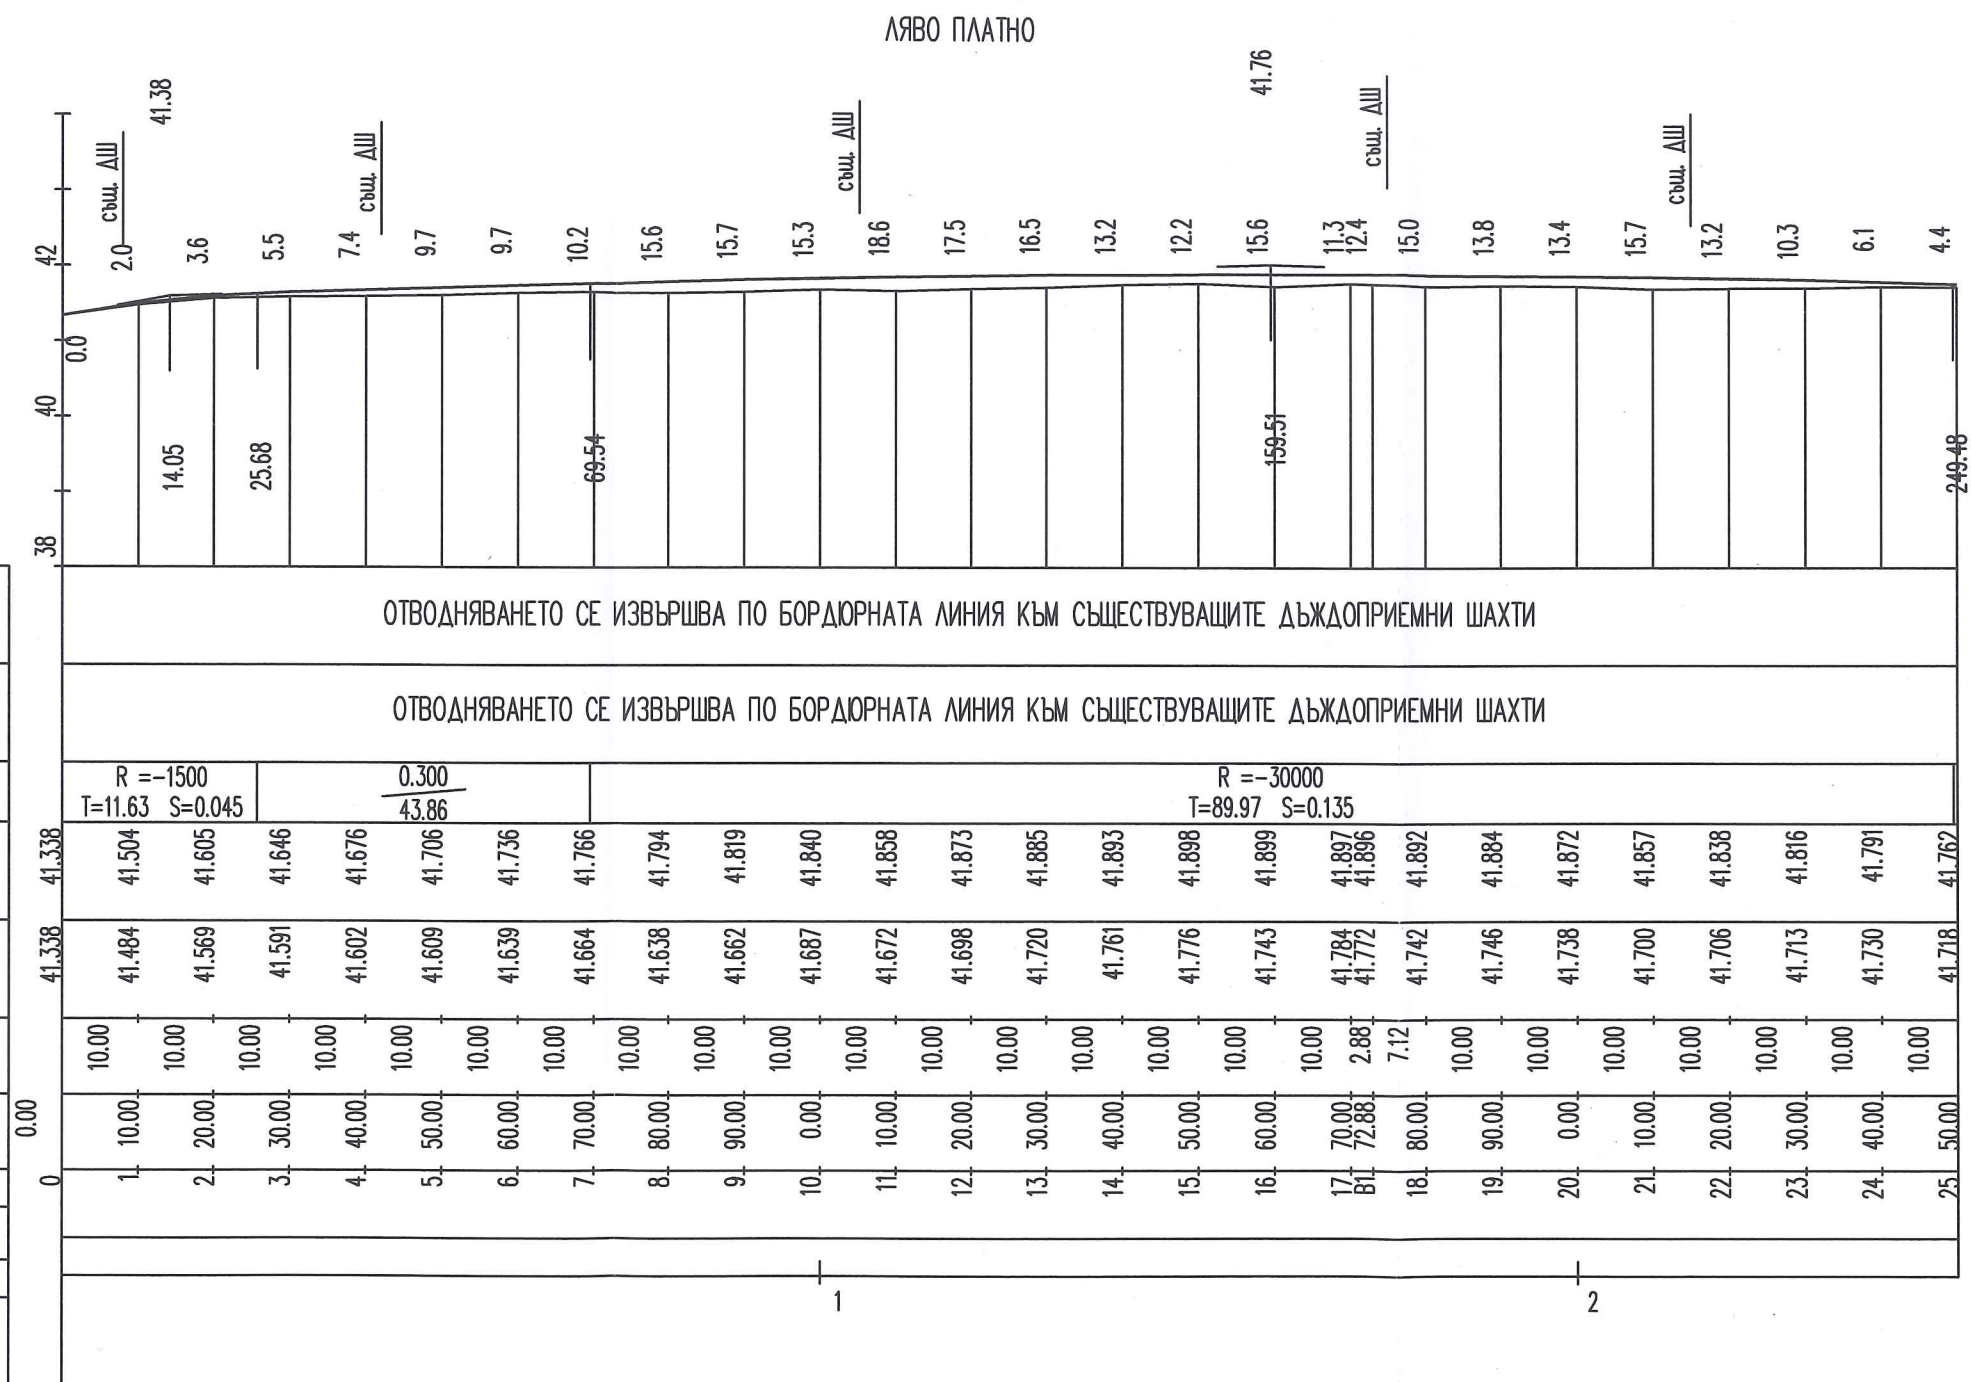 ЛЯВО ПЛАТНО
41.38 41.76
същ. ДШ същ. ДШ същ. ДШ същ. ДШ същ. ДШ
2.0 3.6 5.5 7.4 9.7 9.7 10.2 15.6 15.7 15.3 18.6 17.5 16.5 13.2 12.2 15.6 11.3 12.4 15.0 13.8 13.4 15.7 13.2 10.3 6.1 4.4
42
0.0
40
14.05 25.68 69.54 159.51 249.48
38
ОТВОДНЯВАНЕТО СЕ ИЗВЪРШВА ПО БОРДЮРНАТА ЛИНИЯ КЪМ СЪЩЕСТВУВАЩИТЕ ДЪЖДОПРИЕМНИ ШАХТИ
ОТВОДНЯВАНЕТО СЕ ИЗВЪРШВА ПО БОРДЮРНАТА ЛИНИЯ КЪМ СЪЩЕСТВУВАЩИТЕ ДЪЖДОПРИЕМНИ ШАХТИ
R =-1500 0.300 R =-30000
T=11.63 S=0.045 43.86 T=89.97 S=0.135
41.338 41.504 41.605 41.646 41.676 41.706 41.736 41.766 41.794 41.819 41.840 41.858 41.873 41.885 41.893 41.898 41.899 41.897 41.896 41.892 41.884 41.872 41.857 41.838 41.816 41.791 41.762
41.338 41.484 41.569 41.591 41.602 41.609 41.639 41.664 41.638 41.662 41.687 41.672 41.698 41.720 41.761 41.776 41.743 41.784 41.772 41.742 41.746 41.738 41.700 41.706 41.713 41.730 41.718
10.00 10.00 10.00 10.00 10.00 10.00 10.00 10.00 10.00 10.00 10.00 10.00 10.00 10.00 10.00 10.00 10.00 2.88 7.12 10.00 10.00 10.00 10.00 10.00 10.00 10.00
0.00 10.00 20.00 30.00 40.00 50.00 60.00 70.00 80.00 90.00 0.00 10.00 20.00 30.00 40.00 50.00 60.00 70.00 72.88 80.00 90.00 0.00 10.00 20.00 30.00 40.00 50.00
0 1 2 3 4 5 6 7 8 9 10 11 12 13 14 15 16 17 B1 18 19 20 21 22 23 24 25
1 2